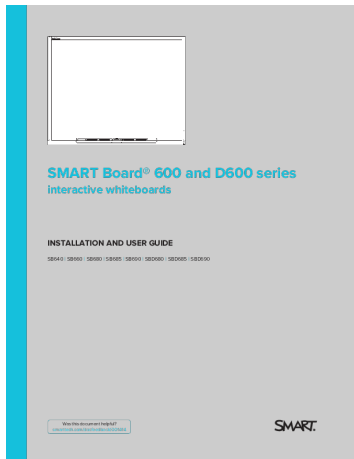 SMART Board® 600 and D600 series
interactive whiteboards
INSTALLATION AND USER GUIDE
SB640 | SB660 | SB680 | SB685 | SB690 | SBD660 | SBD685 | SBD690
Was this document helpful?
SMART